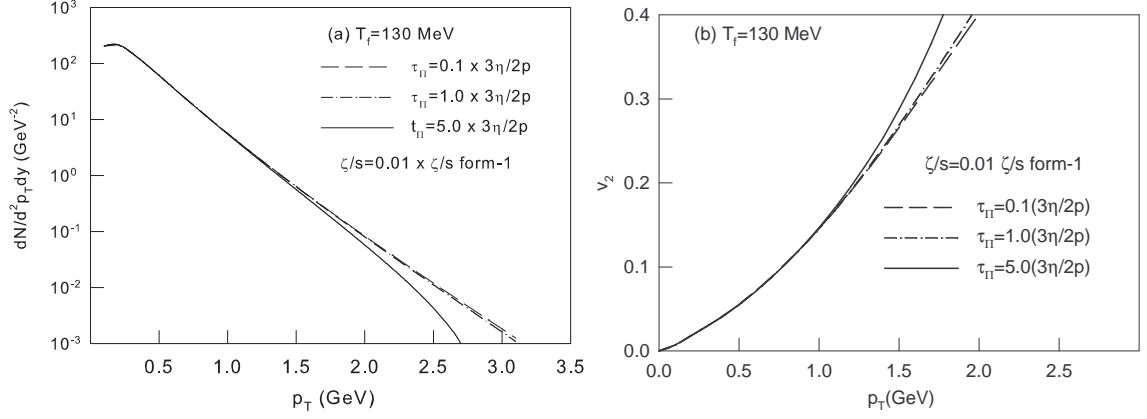 10³
10²
10¹
10⁰
10⁻¹
10⁻²
10⁻³
dN/d²p_Tdy (GeV⁻²)
(a) T_f=130 MeV
τ_Π=0.1 x 3η/2p
τ_Π=1.0 x 3η/2p
t_Π=5.0 x 3η/2p
ζ/s=0.01 x ζ/s form-1
0.5 1.0 1.5 2.0 2.5 3.0 3.5
p_T (GeV)
0.4
0.3
0.2
0.1
0.0
v₂
(b) T_f=130 MeV
ζ/s=0.01 ζ/s form-1
τ_Π=0.1(3η/2p)
τ_Π=1.0(3η/2p)
τ_Π=5.0(3η/2p)
0.0 0.5 1.0 1.5 2.0
p_T(GeV)